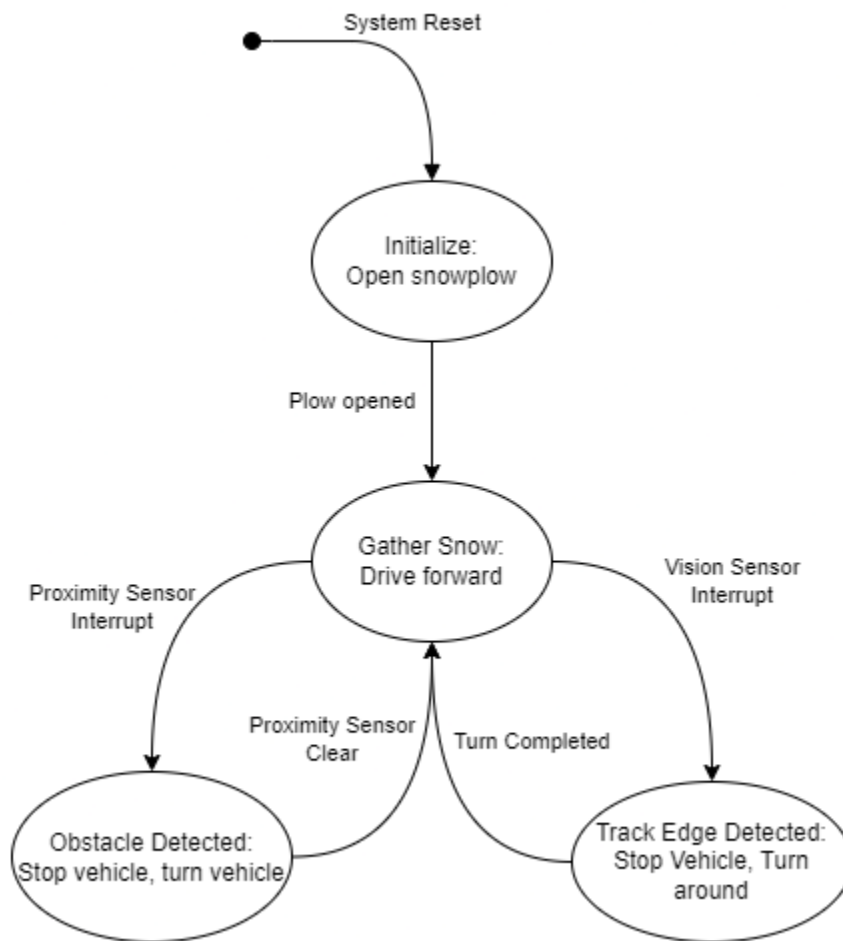 System Reset
Initialize:
Open snowplow
Plow opened
Gather Snow:
Drive forward
Proximity Sensor
Interrupt
Vision Sensor
Interrupt
Proximity Sensor
Clear
Turn Completed
Obstacle Detected:
Stop vehicle, turn vehicle
Track Edge Detected:
Stop Vehicle, Turn
around